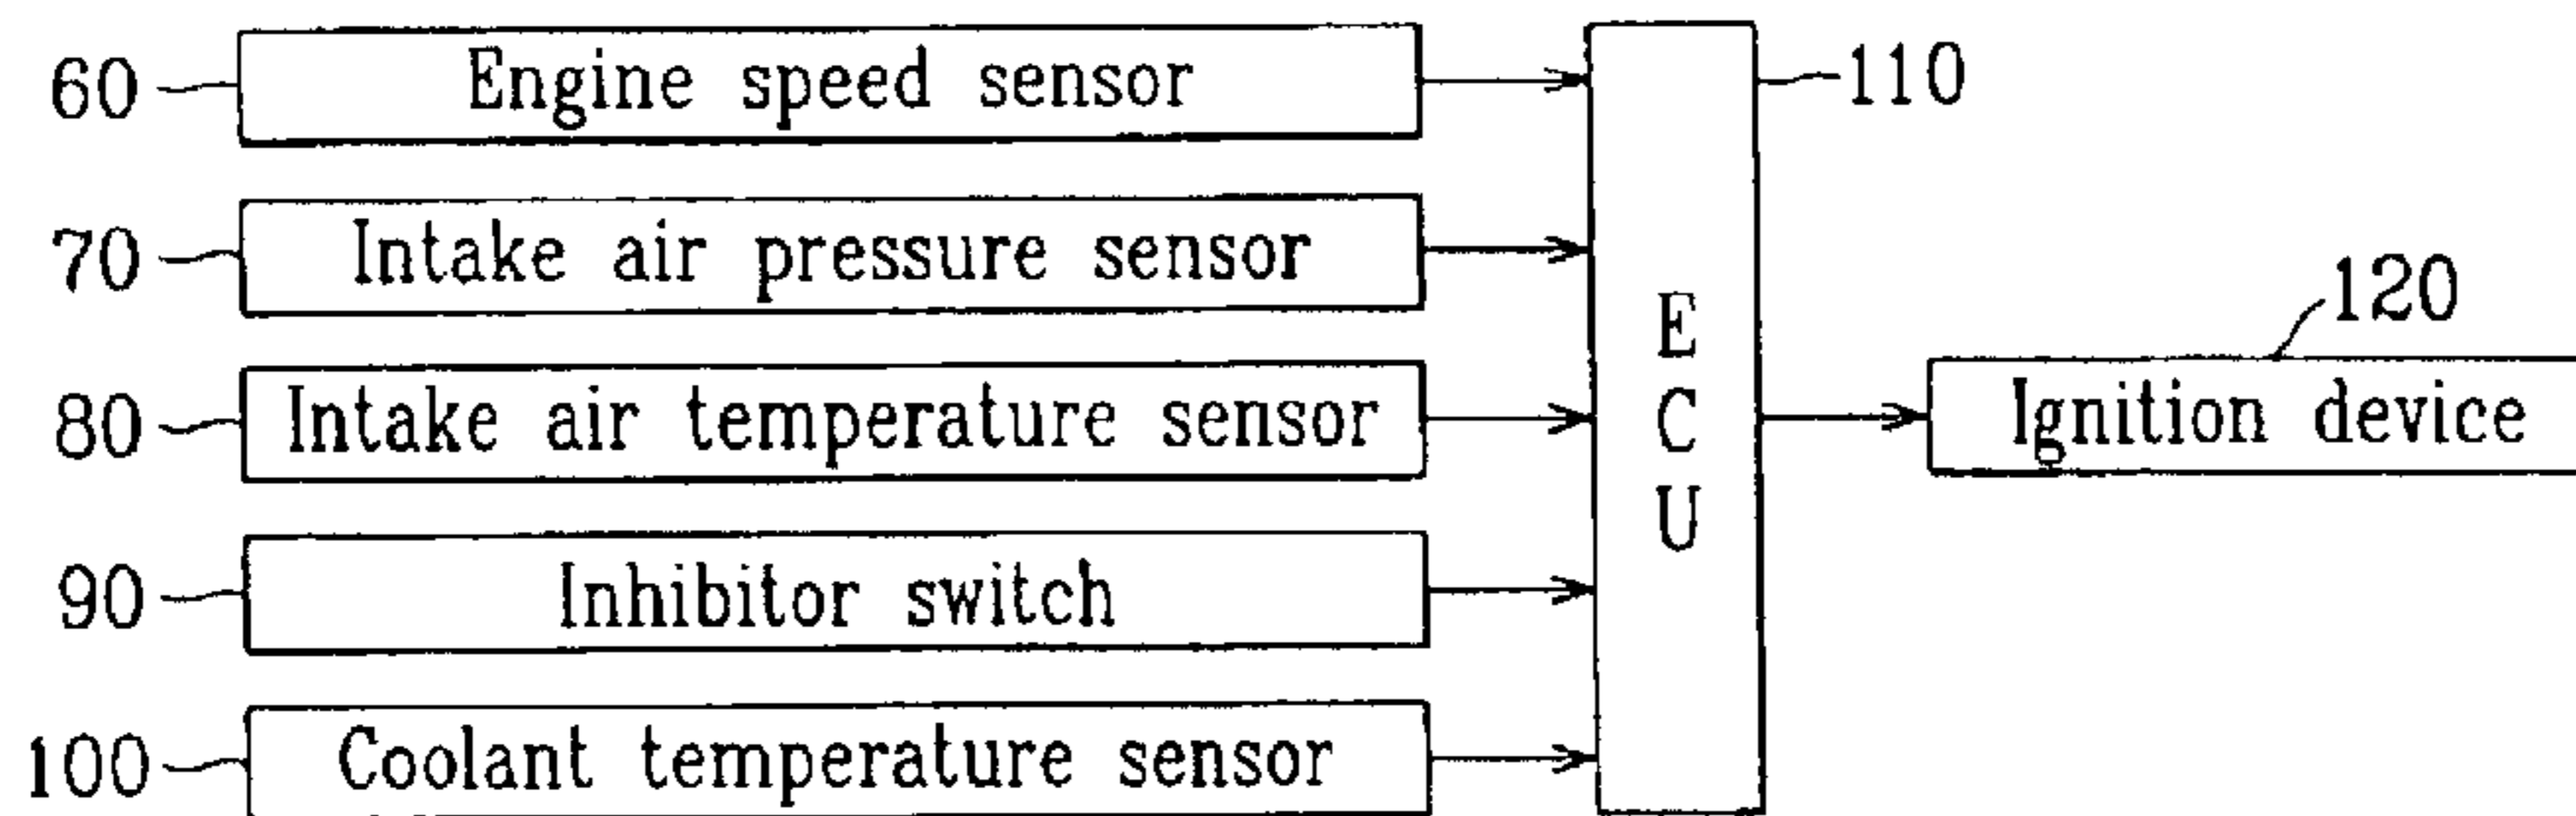 60 Engine speed sensor 110
70 Intake air pressure sensor
80 Intake air temperature sensor
90 Inhibitor switch
100 Coolant temperature sensor
E
C
U
120
Ignition device